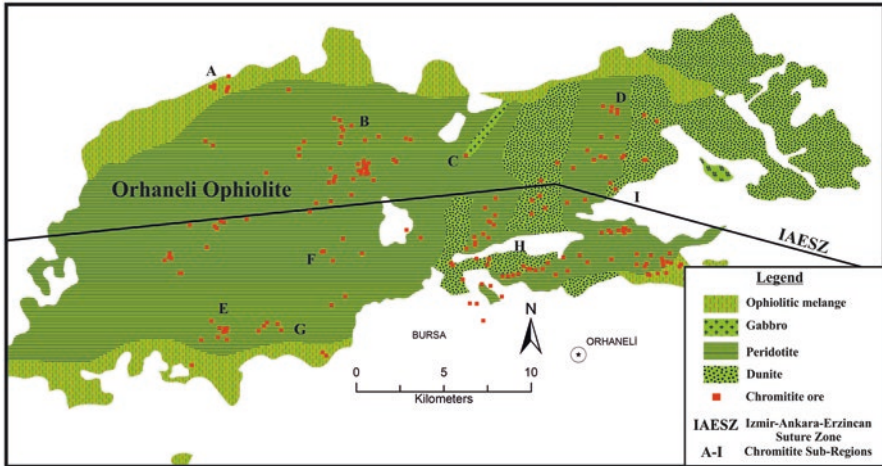 A
B
D
C
Orhaneli Ophiolite
I
IAESZ
H
F
E
G
N
BURSA
ORHANELİ
0 5 10
Kilometers
Legend
Ophiolitic melange
Gabbro
Peridotite
Dunite
Chromitite ore
IAESZ Izmir-Ankara-Erzincan
Suture Zone
A-I Chromitite Sub-Regions